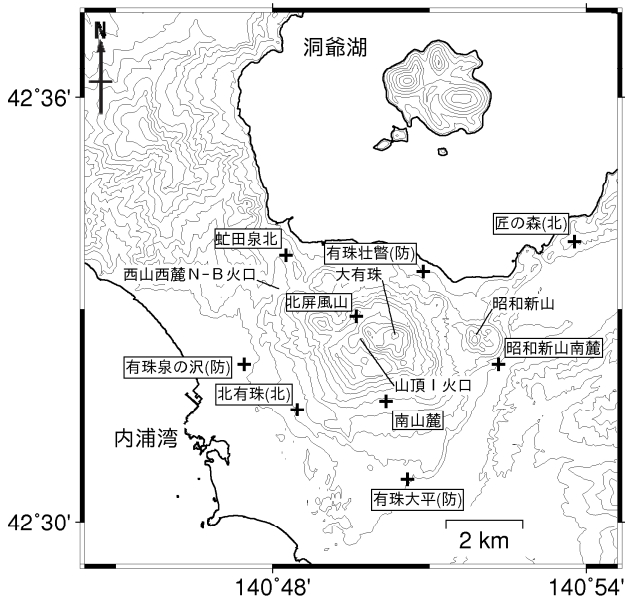 N
洞爺湖
42˚36'
匠の森(北)
虻田泉北
有珠壮瞥(防)
西山西麓N-B火口
大有珠
北屏風山
昭和新山
昭和新山南麓
有珠泉の沢(防)
山頂I火口
北有珠(北)
南山麓
内浦湾
有珠大平(防)
42˚30'
2 km
140˚48'
140˚54'